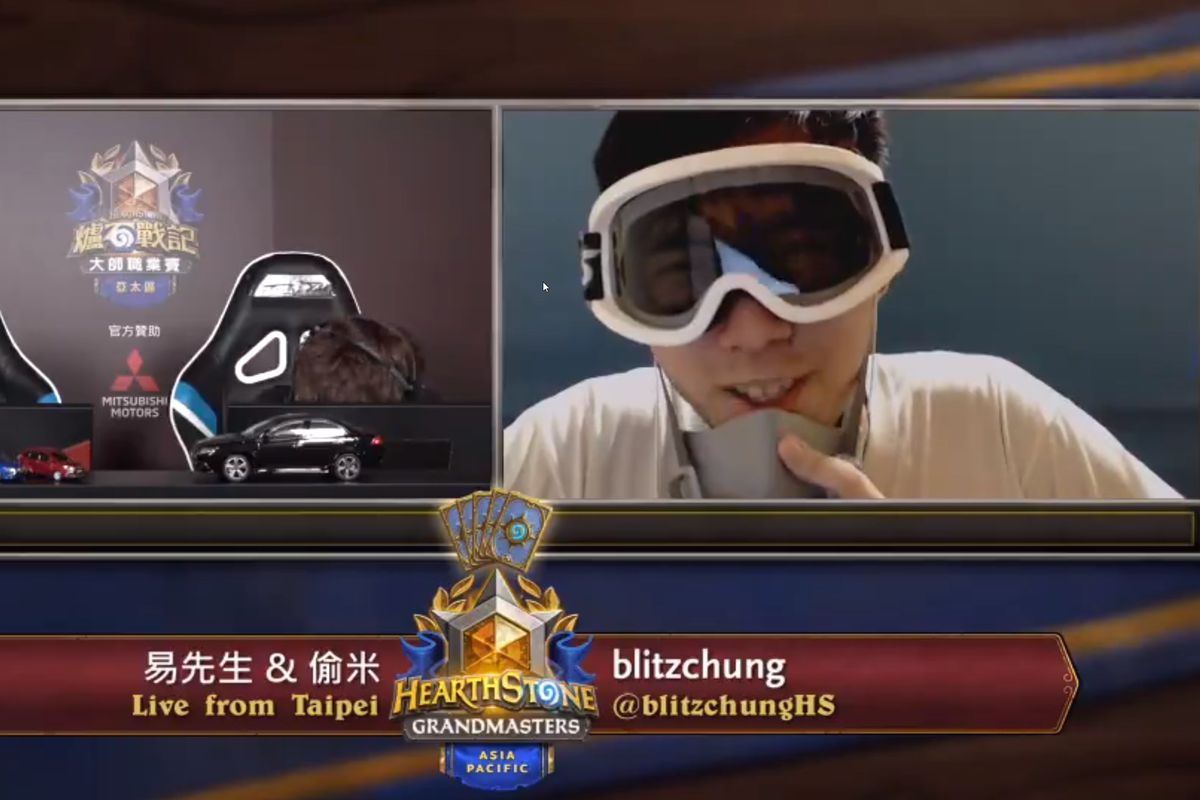 HEARTHSTONE
爐石戰記
大師職業賽
亞太區
官方贊助
MITSUBISHI
MOTORS
易先生 & 偷米
Live from Taipei
HEARTHSTONE
GRANDMASTERS
ASIA
PACIFIC
blitzchung
@blitzchungHS